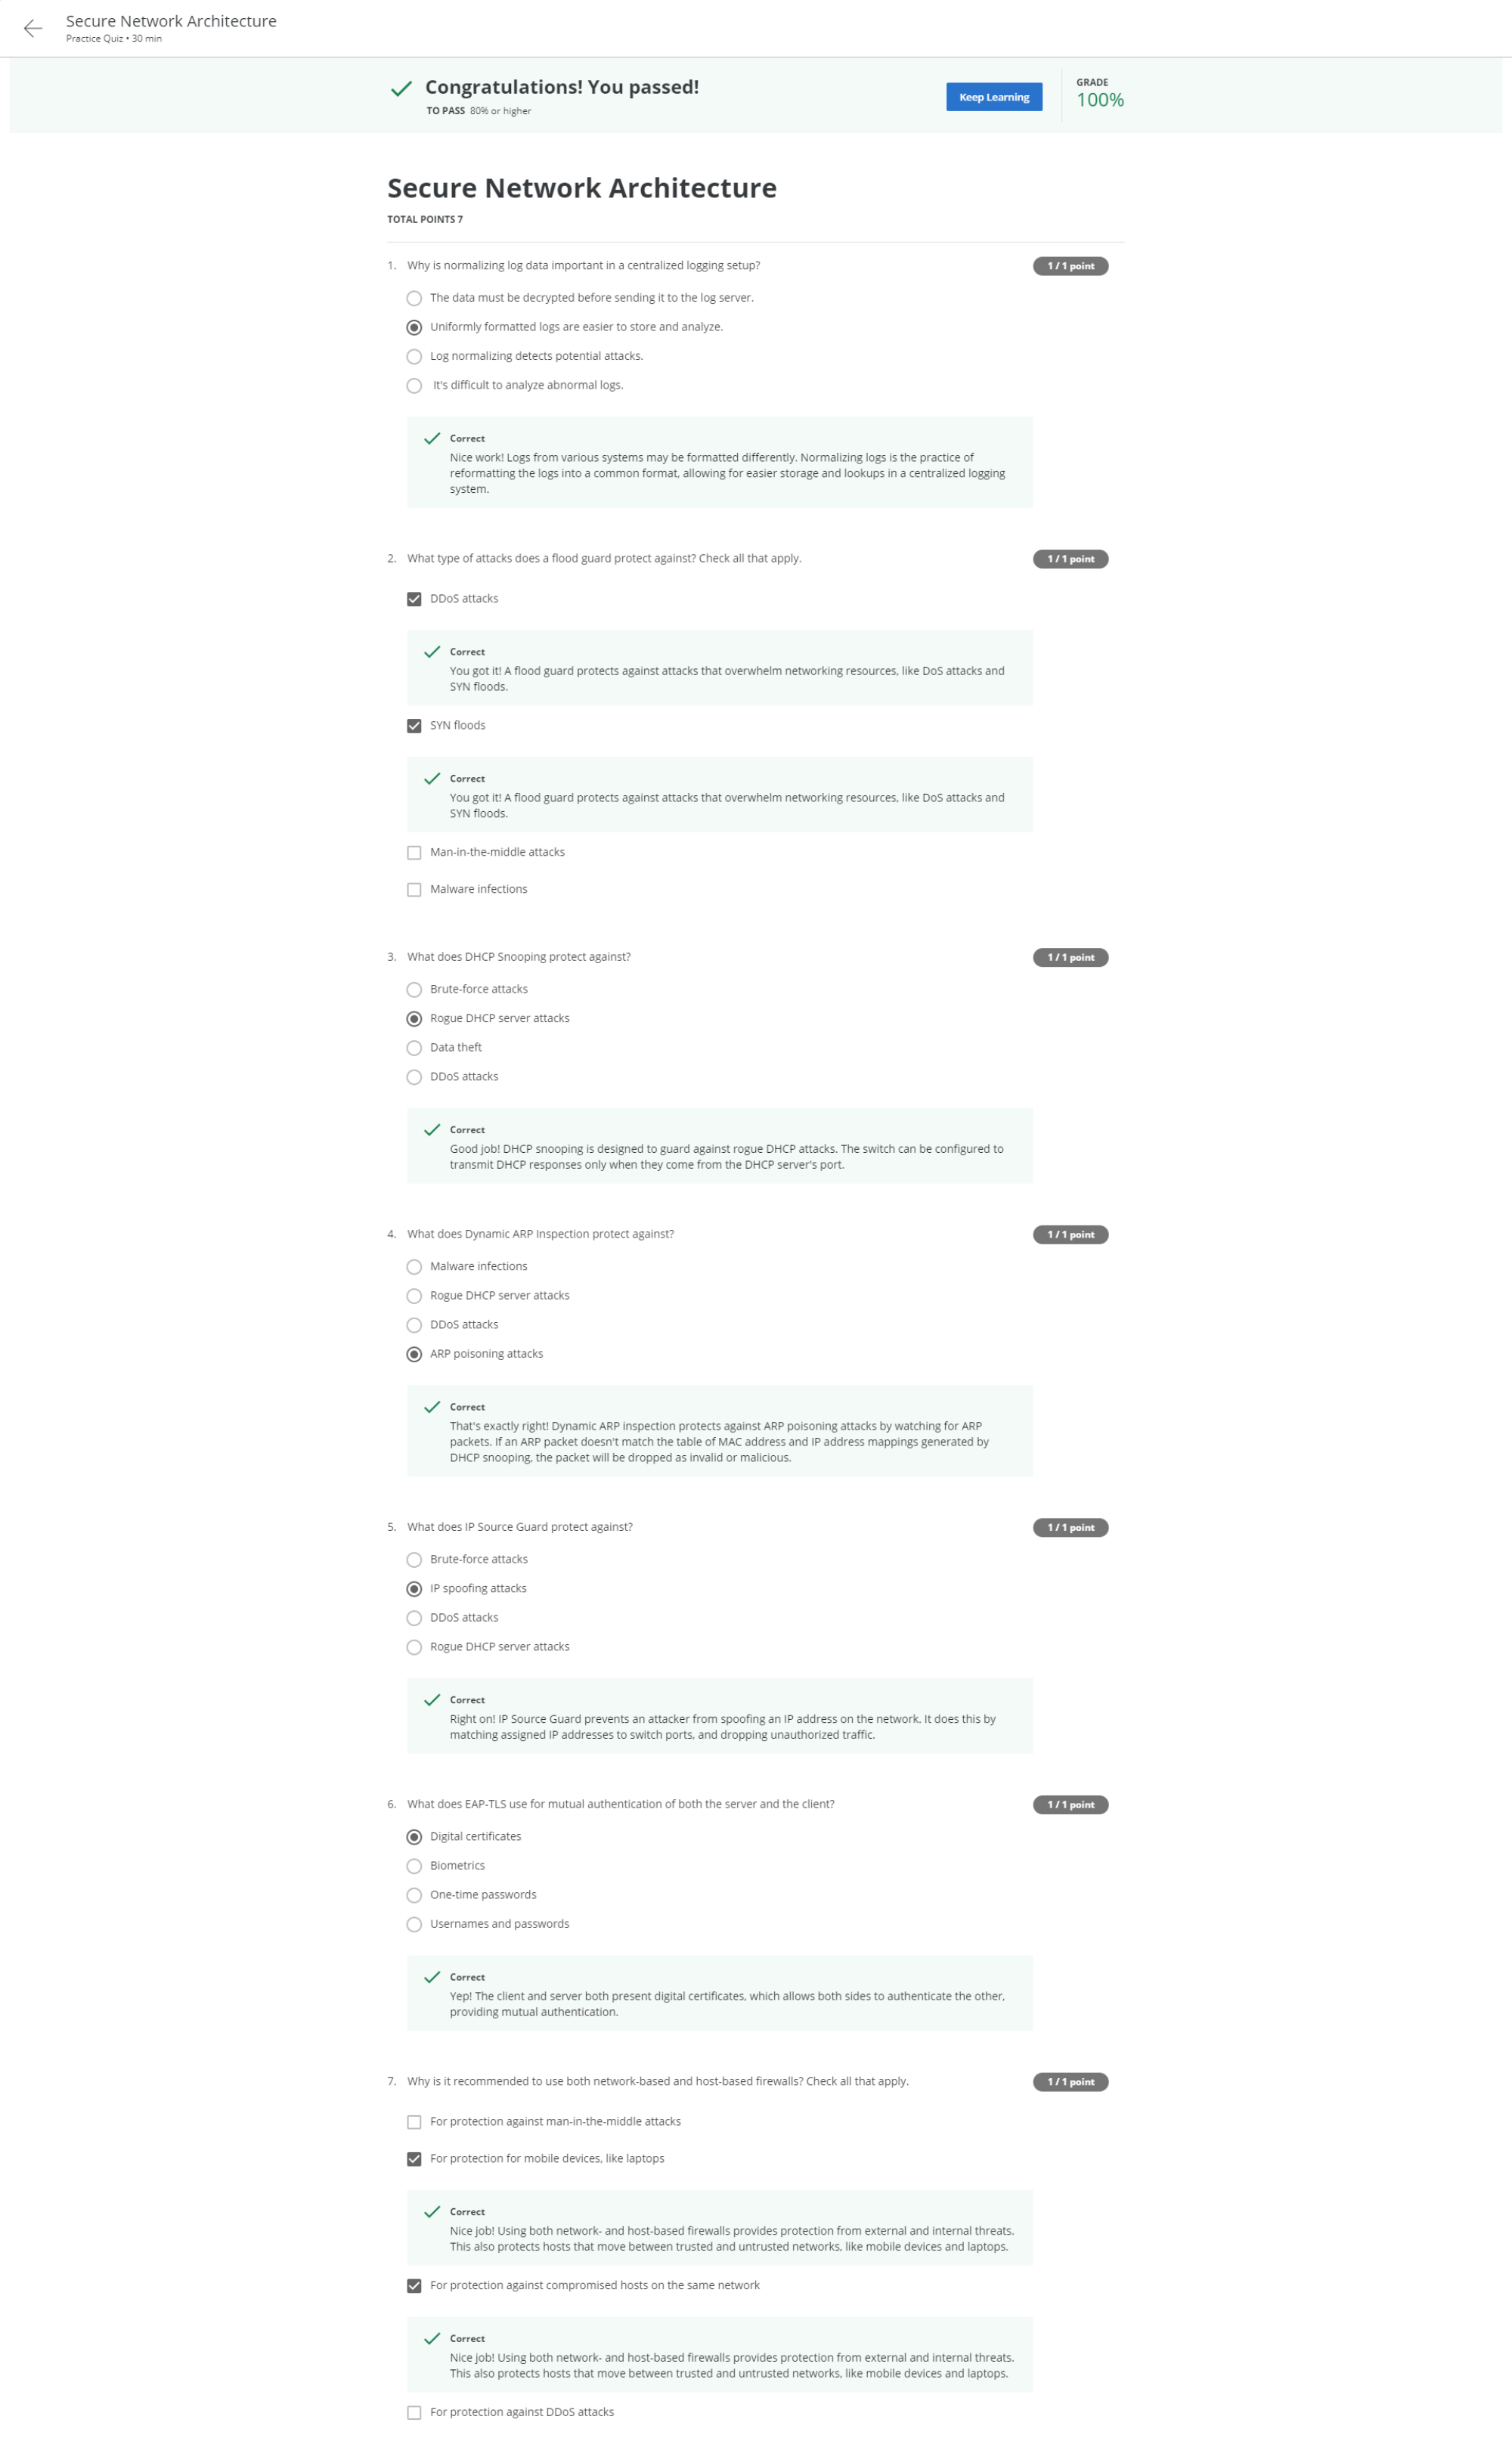 Secure Network Architecture
Practice Quiz • 30 min
Congratulations! You passed!
TO PASS 80% or higher
Keep Learning
GRADE
100%
Secure Network Architecture
TOTAL POINTS 7
1. Why is normalizing log data important in a centralized logging setup?
1 / 1 point
The data must be decrypted before sending it to the log server.
Uniformly formatted logs are easier to store and analyze.
Log normalizing detects potential attacks.
It's difficult to analyze abnormal logs.
Correct
Nice work! Logs from various systems may be formatted differently. Normalizing logs is the practice of
reformatting the logs into a common format, allowing for easier storage and lookups in a centralized logging
system.
2. What type of attacks does a flood guard protect against? Check all that apply.
1 / 1 point
DDoS attacks
Correct
You got it! A flood guard protects against attacks that overwhelm networking resources, like DoS attacks and
SYN floods.
SYN floods
Correct
You got it! A flood guard protects against attacks that overwhelm networking resources, like DoS attacks and
SYN floods.
Man-in-the-middle attacks
Malware infections
3. What does DHCP Snooping protect against?
1 / 1 point
Brute-force attacks
Rogue DHCP server attacks
Data theft
DDoS attacks
Correct
Good job! DHCP snooping is designed to guard against rogue DHCP attacks. The switch can be configured to
transmit DHCP responses only when they come from the DHCP server's port.
4. What does Dynamic ARP Inspection protect against?
1 / 1 point
Malware infections
Rogue DHCP server attacks
DDoS attacks
ARP poisoning attacks
Correct
That's exactly right! Dynamic ARP inspection protects against ARP poisoning attacks by watching for ARP
packets. If an ARP packet doesn't match the table of MAC address and IP address mappings generated by
DHCP snooping, the packet will be dropped as invalid or malicious.
5. What does IP Source Guard protect against?
1 / 1 point
Brute-force attacks
IP spoofing attacks
DDoS attacks
Rogue DHCP server attacks
Correct
Right on! IP Source Guard prevents an attacker from spoofing an IP address on the network. It does this by
matching assigned IP addresses to switch ports, and dropping unauthorized traffic.
6. What does EAP-TLS use for mutual authentication of both the server and the client?
1 / 1 point
Digital certificates
Biometrics
One-time passwords
Usernames and passwords
Correct
Yep! The client and server both present digital certificates, which allows both sides to authenticate the other,
providing mutual authentication.
7. Why is it recommended to use both network-based and host-based firewalls? Check all that apply.
1 / 1 point
For protection against man-in-the-middle attacks
For protection for mobile devices, like laptops
Correct
Nice job! Using both network- and host-based firewalls provides protection from external and internal threats.
This also protects hosts that move between trusted and untrusted networks, like mobile devices and laptops.
For protection against compromised hosts on the same network
Correct
Nice job! Using both network- and host-based firewalls provides protection from external and internal threats.
This also protects hosts that move between trusted and untrusted networks, like mobile devices and laptops.
For protection against DDoS attacks